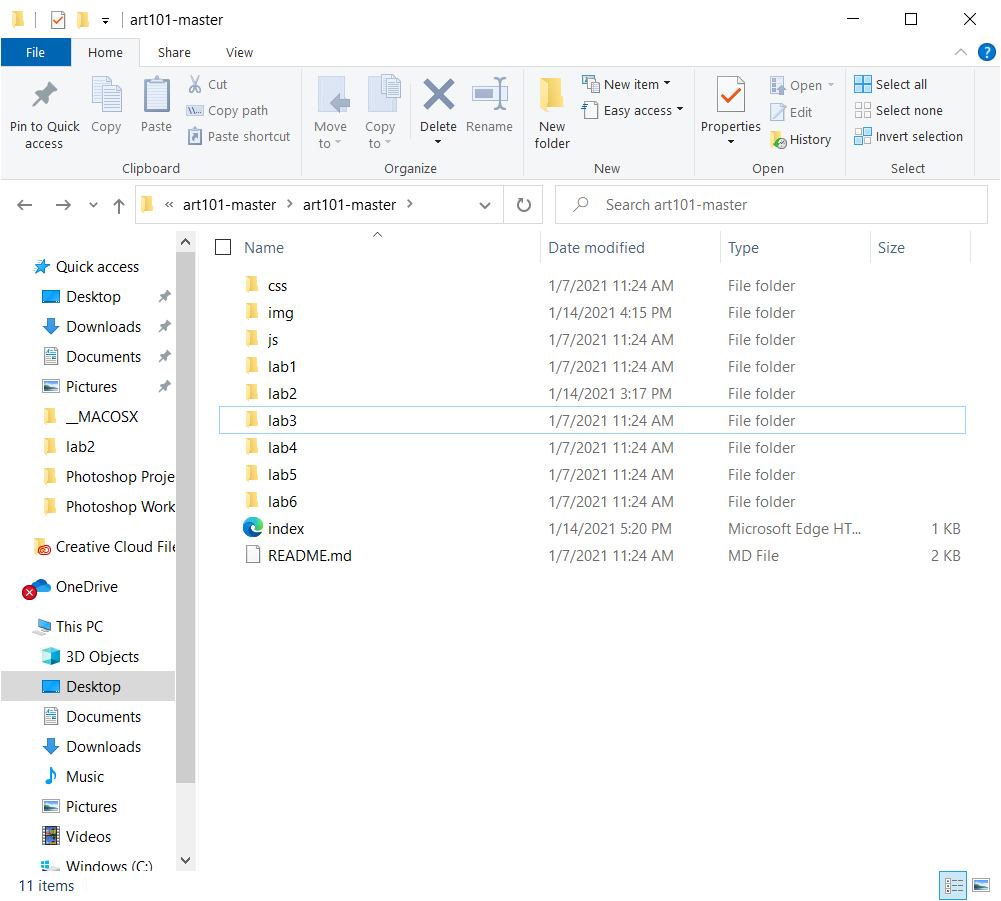 art101-master
File Home Share View
Pin to Quick access
Copy
Paste
Cut
Copy path
Paste shortcut
Clipboard
Move to
Copy to
Delete
Rename
Organize
New folder
New item
Easy access
New
Properties
Open
Edit
History
Open
Select all
Select none
Invert selection
Select
« art101-master > art101-master >
Search art101-master
Quick access
Desktop
Downloads
Documents
Pictures
__MACOSX
lab2
Photoshop Proje
Photoshop Work
Creative Cloud File
OneDrive
This PC
3D Objects
Desktop
Documents
Downloads
Music
Pictures
Videos
Windows (C:)
Name Date modified Type Size
css 1/7/2021 11:24 AM File folder
img 1/14/2021 4:15 PM File folder
js 1/7/2021 11:24 AM File folder
lab1 1/7/2021 11:24 AM File folder
lab2 1/14/2021 3:17 PM File folder
lab3 1/7/2021 11:24 AM File folder
lab4 1/7/2021 11:24 AM File folder
lab5 1/7/2021 11:24 AM File folder
lab6 1/7/2021 11:24 AM File folder
index 1/14/2021 5:20 PM Microsoft Edge HT... 1 KB
README.md 1/7/2021 11:24 AM MD File 2 KB
11 items